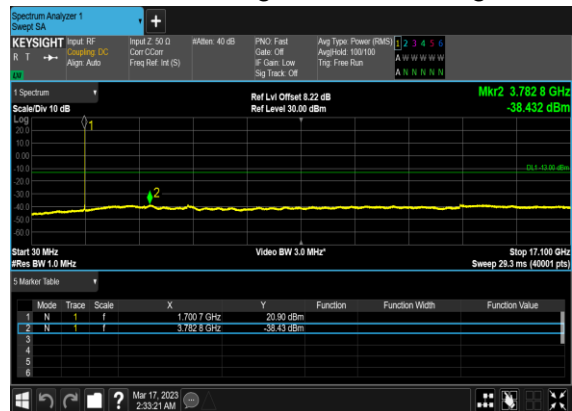 Spectrum Analyzer 1
Swept SA
+
KEYSIGHT Input: RF Input Z: 50 Ω #Atten: 40 dB PNO: Fast Avg Type: Power (RMS) 1 2 3 4 5 6
R T Coupling: DC Corr CCorr Gate: Off Avg|Hold: 100/100 A W W W W W
Align: Auto Freq Ref: Int (S) IF Gain: Low Trig: Free Run
Sig Track: Off A N N N N N
1 Spectrum Ref Lvl Offset 8.22 dB Mkr2 3.782 8 GHz
Scale/Div 10 dB Ref Level 30.00 dBm -38.432 dBm
Log
20.0
10.0
0.00
-10.0
-20.0
-30.0
-40.0
-50.0
-60.0
1
2
DL1 -13.00 dBm
Start 30 MHz Video BW 3.0 MHz* Stop 17.100 GHz
#Res BW 1.0 MHz Sweep 29.3 ms (40001 pts)
5 Marker Table
Mode Trace Scale X Y Function Function Width Function Value
1 N 1 f 1.700 7 GHz 20.90 dBm
2 N 1 f 3.782 8 GHz -38.43 dBm
3
4
5
6
? Mar 17, 2023
2:33:21 AM